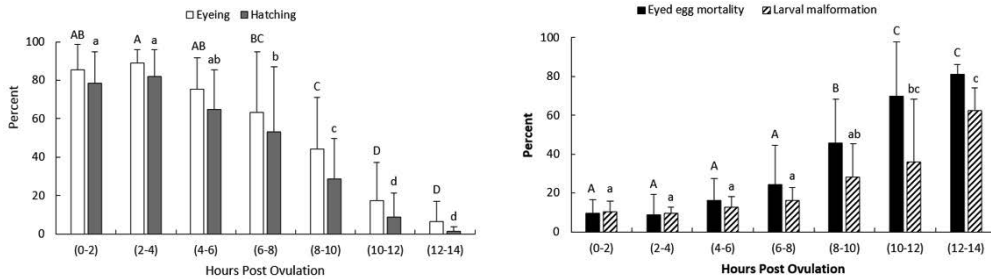 Eyeing Hatching
100
80
60
40
20
0
Percent
AB a A a AB ab BC b C c D d D d
(0-2) (2-4) (4-6) (6-8) (8-10) (10-12) (12-14)
Hours Post Ovulation
Eyed egg mortality Larval malformation
100
80
60
40
20
0
Percent
A a A a A a A a B ab C bc C c
(0-2) (2-4) (4-6) (6-8) (8-10) (10-12) (12-14)
Hours Post Ovulation